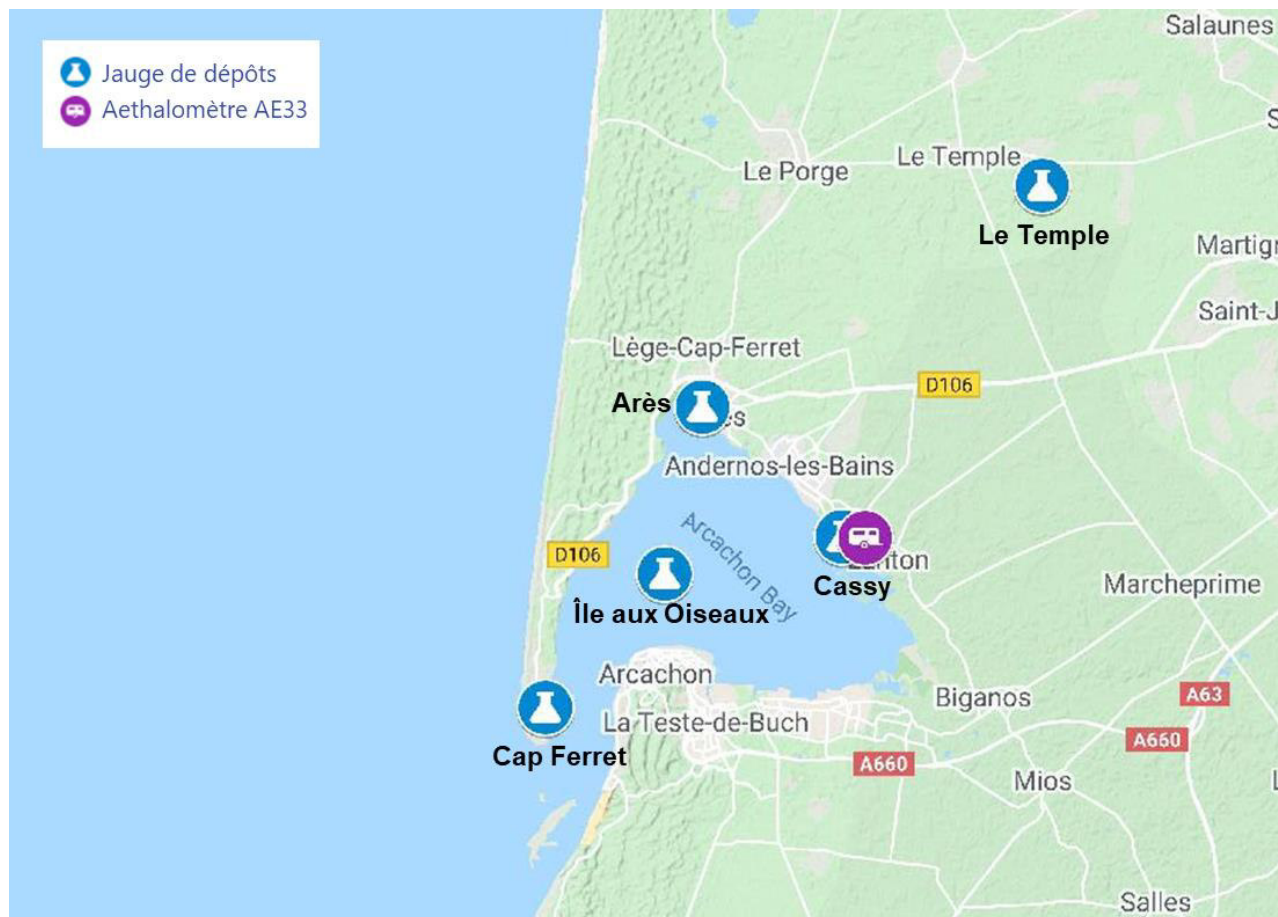 Salaunes
Jauge de dépôts
Aethalomètre AE33
Le Temple
Le Porge
Le Temple
Martign
Saint-J
Lège-Cap-Ferret
D106
Arès
Andernos-les-Bains
Arcachon Bay
D106
Cassy
Marcheprime
Île aux Oiseaux
Arcachon
Biganos
A63
La Teste-de-Buch
A660
Cap Ferret
A660
Mios
Salles